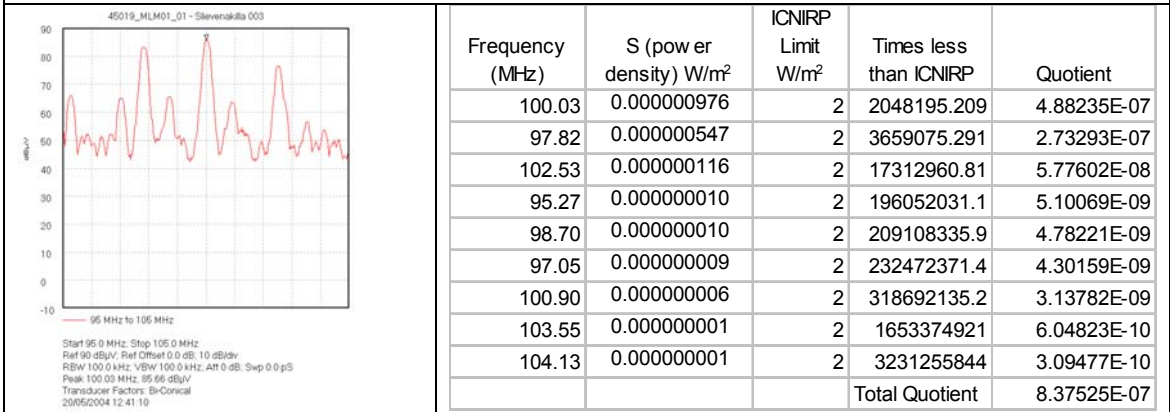 45019_MLM01_01 - Slievenakilla 003
90
80
70
60
50
40
30
20
10
0
-10
dBµV
95 MHz to 105 MHz
Start 95.0 MHz; Stop 105.0 MHz
Ref 90 dBµV; Ref Offset 0.0 dB; 10 dB/div
RBW 100.0 kHz; VBW 100.0 kHz; Att 0 dB; Swp 0.0 pS
Peak 100.03 MHz, 85.66 dBµV
Transducer Factors: Bi-Conical
20/05/2004 12:41:10
Frequency (MHz) S (pow er density) W/m² ICNIRP Limit W/m² Times less than ICNIRP Quotient
100.03 0.000000976 2 2048195.209 4.88235E-07
97.82 0.000000547 2 3659075.291 2.73293E-07
102.53 0.000000116 2 17312960.81 5.77602E-08
95.27 0.000000010 2 196052031.1 5.10069E-09
98.70 0.000000010 2 209108335.9 4.78221E-09
97.05 0.000000009 2 232472371.4 4.30159E-09
100.90 0.000000006 2 318692135.2 3.13782E-09
103.55 0.000000001 2 1653374921 6.04823E-10
104.13 0.000000001 2 3231255844 3.09477E-10
Total Quotient 8.37525E-07